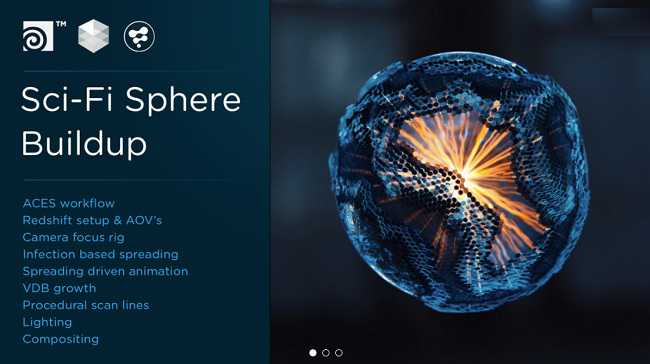 TM
Sci-Fi Sphere
Buildup
ACES workflow
Redshift setup & AOV's
Camera focus rig
Infection based spreading
Spreading driven animation
VDB growth
Procedural scan lines
Lighting
Compositing